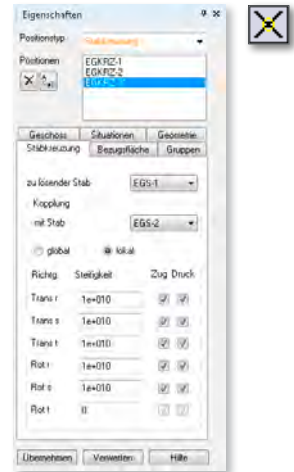 Eigenschaften
Positionstyp
Stabkreuzung
Positionen
EGKRZ-1
EGKRZ-2
Geschoss Situationen Geometrie
Stabkreuzung Bezugsfläche Gruppen
zu lösender Stab EGS-1
Kopplung
mit Stab EGS-2
global lokal
Richtg. Steifigkeit Zug Druck
Trans r 1e+010
Trans s 1e+010
Trans t 1e+010
Rot r 1e+010
Rot s 1e+010
Rot t 0
Übernehmen Verwerfen Hilfe